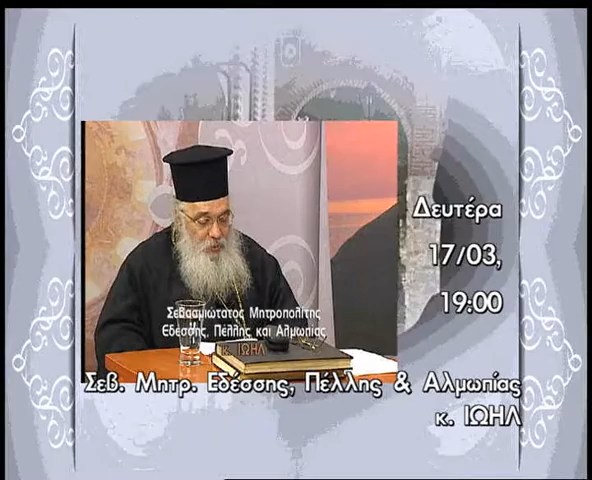 Δευτέρα
17/03,
19:00
Σεβασμιώτατος Μητροπολίτης
Εδέσσης, Πέλλης και Αλμωπίας
κ. ΙΩΗΛ
Σεβ. Μητρ. Εδέσσης, Πέλλης & Αλμωπίας
κ. ΙΩΗΛ